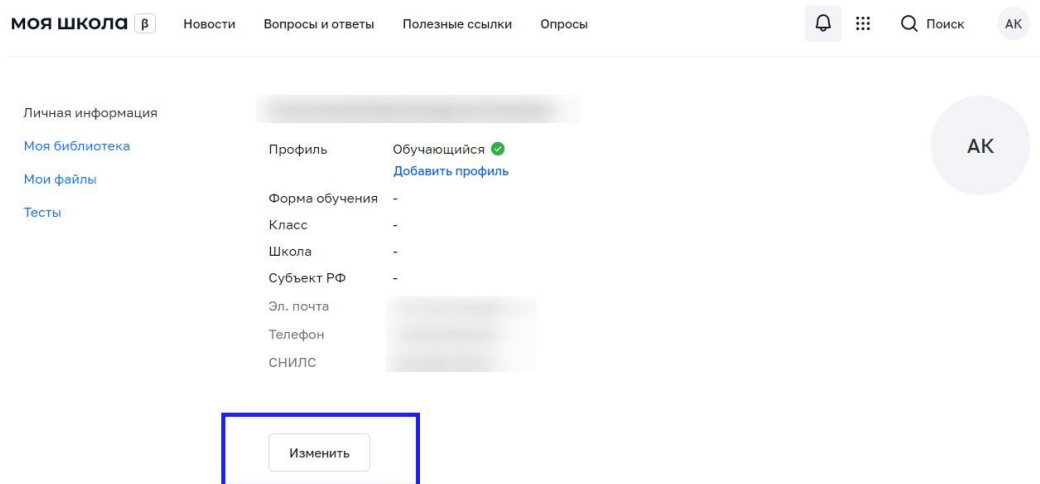 моя школа β Новости Вопросы и ответы Полезные ссылки Опросы Поиск АК
Личная информация
Моя библиотека
Мои файлы
Тесты
Профиль Обучающийся
Добавить профиль
Форма обучения -
Класс -
Школа -
Субъект РФ -
Эл. почта
Телефон
СНИЛС
Изменить
АК